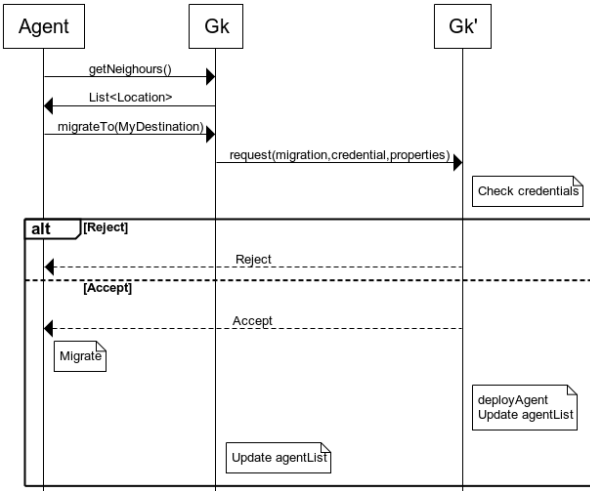 Agent
Gk
Gk'
getNeighours()
List<Location>
migrateTo(MyDestination)
request(migration,credential,properties)
Check credentials
alt
[Reject]
Reject
[Accept]
Accept
Migrate
deployAgent
Update agentList
Update agentList